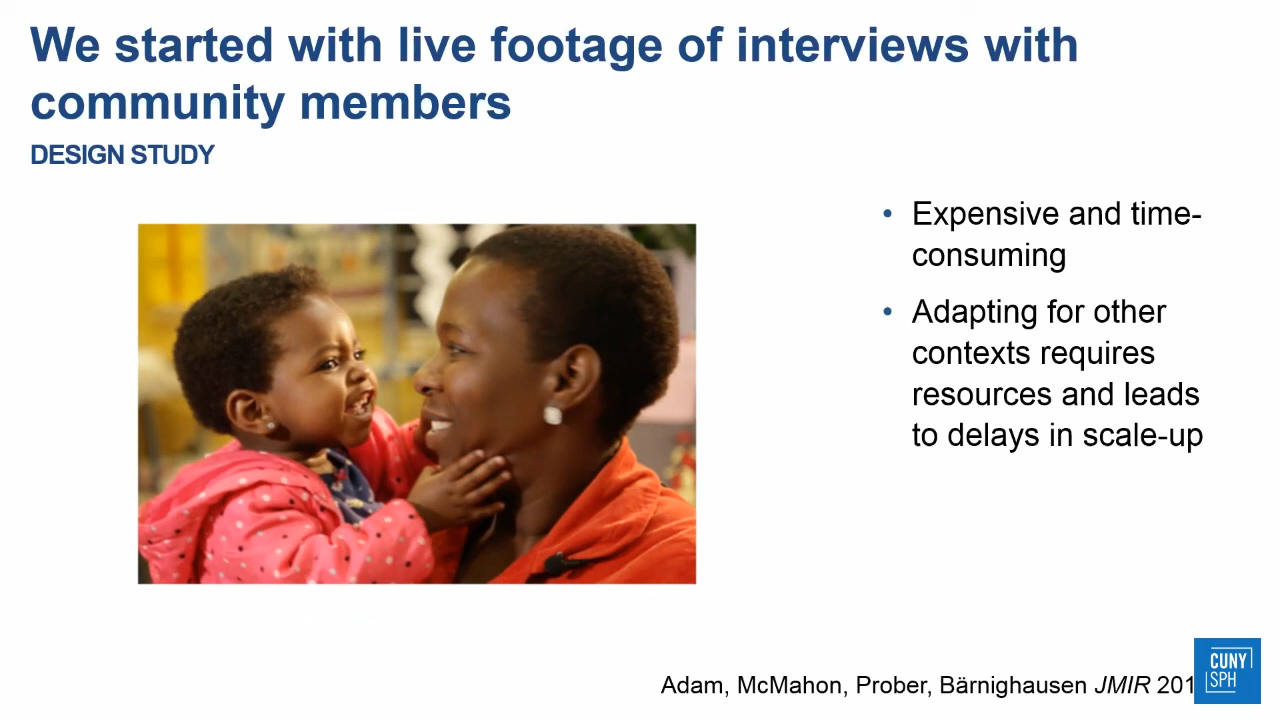 We started with live footage of interviews with
community members
DESIGN STUDY
• Expensive and time-
consuming
• Adapting for other
contexts requires
resources and leads
to delays in scale-up
Adam, McMahon, Prober, Bärnighausen JMIR 201
CUNY
SPH